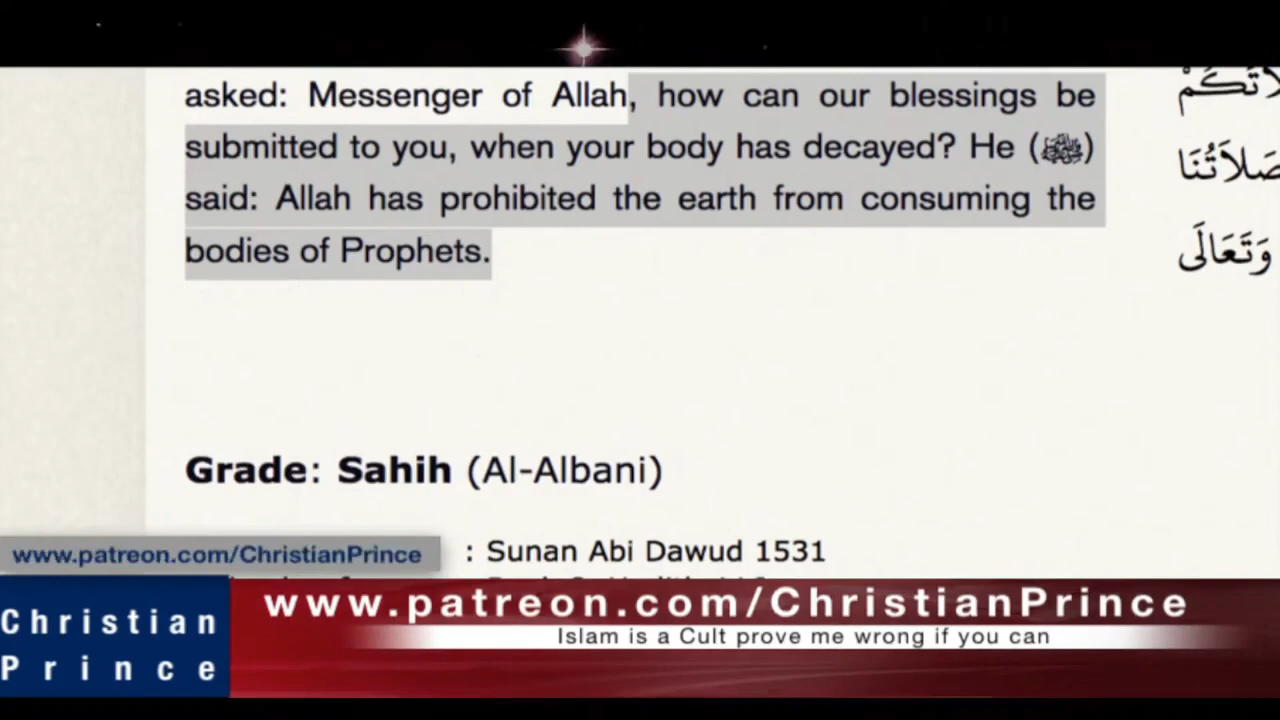 asked: Messenger of Allah, how can our blessings be
submitted to you, when your body has decayed? He (ﷺ)
said: Allah has prohibited the earth from consuming the
bodies of Prophets.
صَلاَتُنَا
وَتَعَالَى
Grade: Sahih (Al-Albani)
: Sunan Abi Dawud 1531
www.patreon.com/ChristianPrince
www.patreon.com/ChristianPrince
Islam is a Cult prove me wrong if you can
Christian
Prince